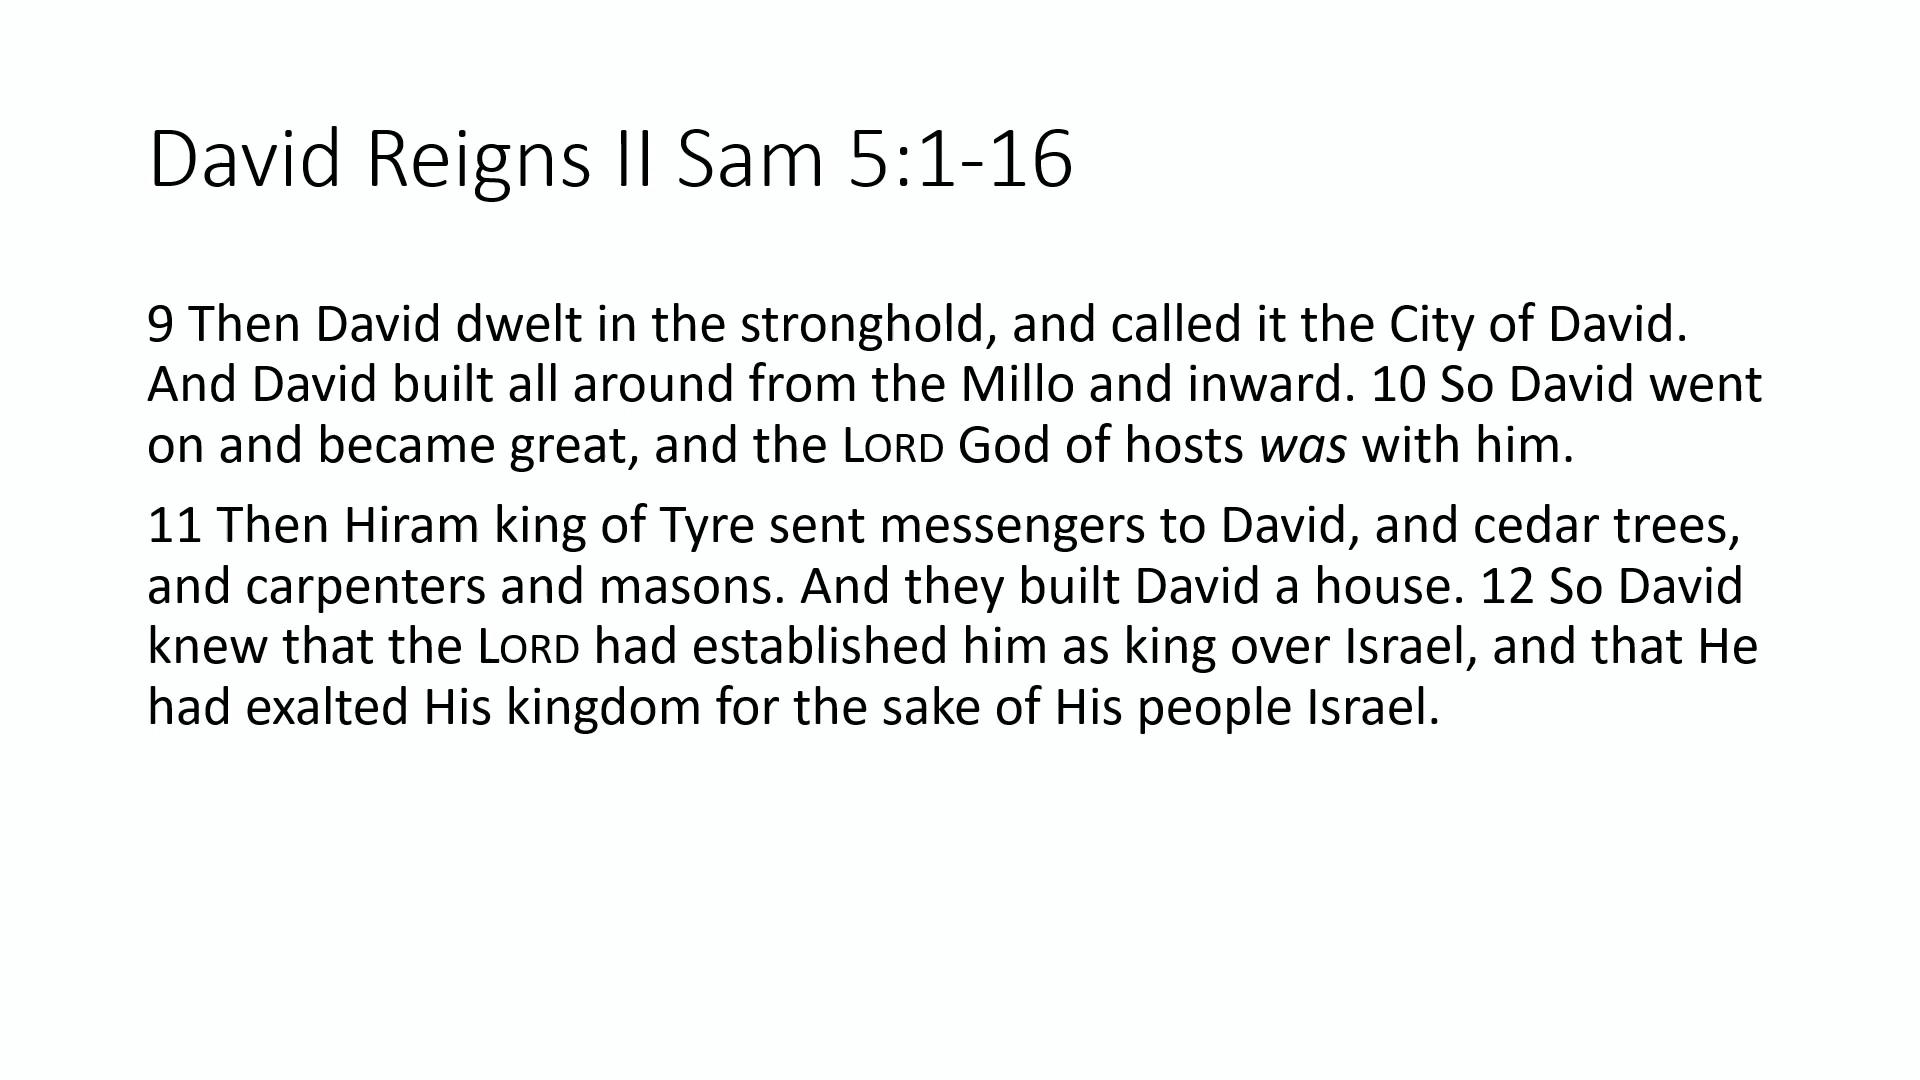 David Reigns II Sam 5:1-16
9 Then David dwelt in the stronghold, and called it the City of David.
And David built all around from the Millo and inward. 10 So David went
on and became great, and the LORD God of hosts was with him.
11 Then Hiram king of Tyre sent messengers to David, and cedar trees,
and carpenters and masons. And they built David a house. 12 So David
knew that the LORD had established him as king over Israel, and that He
had exalted His kingdom for the sake of His people Israel.